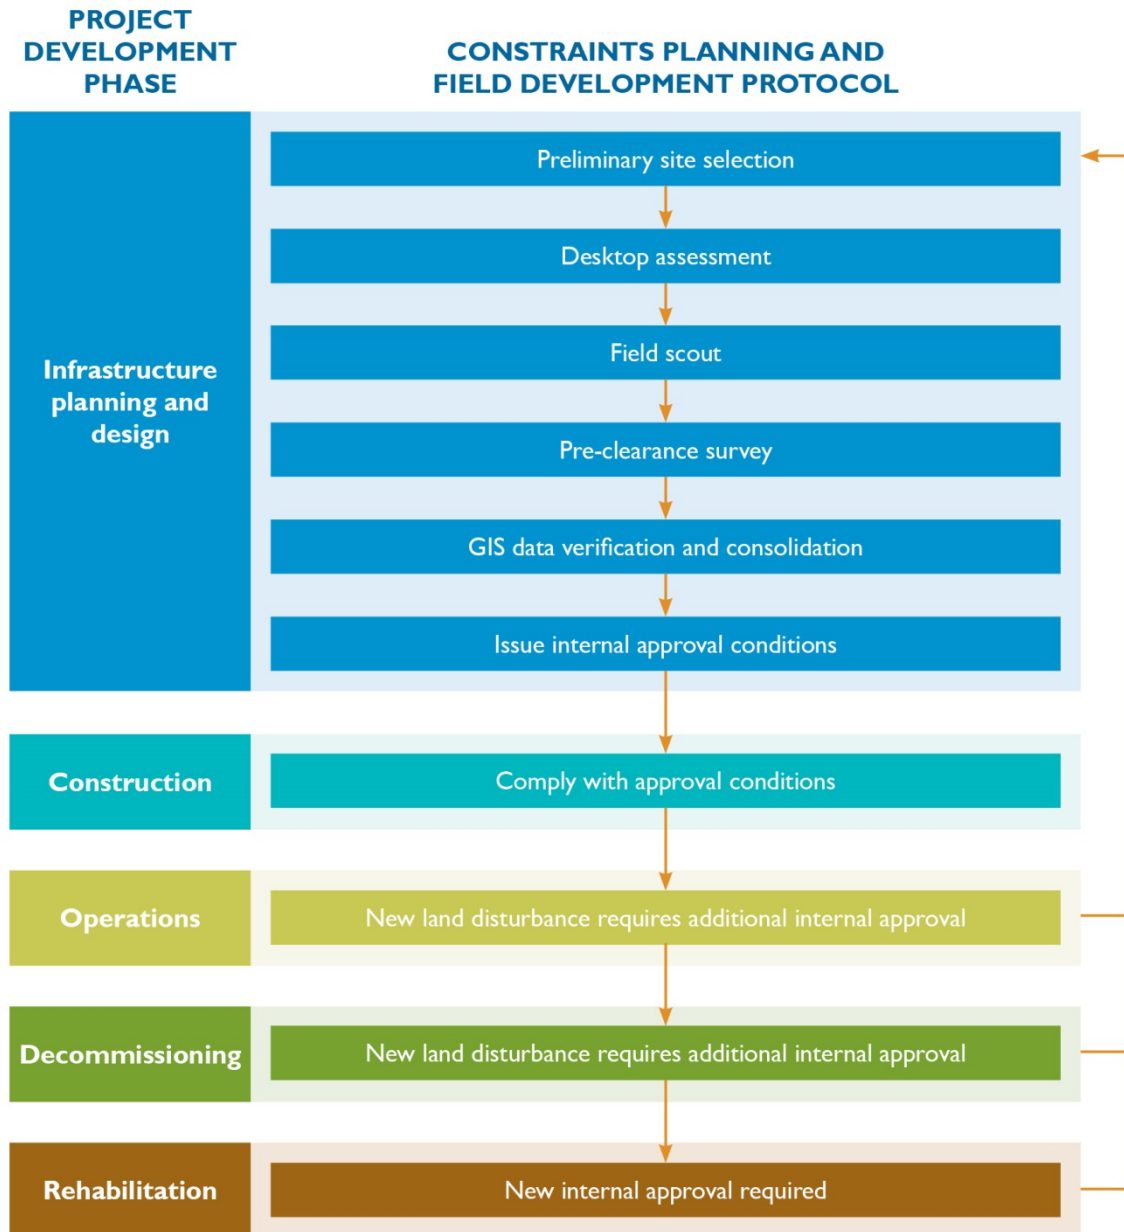 PROJECT
DEVELOPMENT
PHASE
CONSTRAINTS PLANNING AND
FIELD DEVELOPMENT PROTOCOL
Infrastructure
planning and
design
Preliminary site selection
Desktop assessment
Field scout
Pre-clearance survey
GIS data verification and consolidation
Issue internal approval conditions
Construction
Comply with approval conditions
Operations
New land disturbance requires additional internal approval
Decommissioning
New land disturbance requires additional internal approval
Rehabilitation
New internal approval required